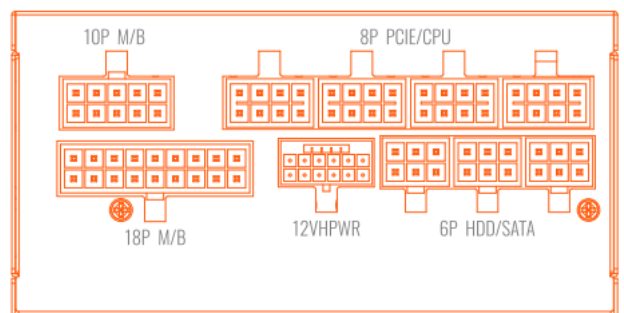 10P M/B
8P PCIE/CPU
18P M/B
12VHPWR
6P HDD/SATA